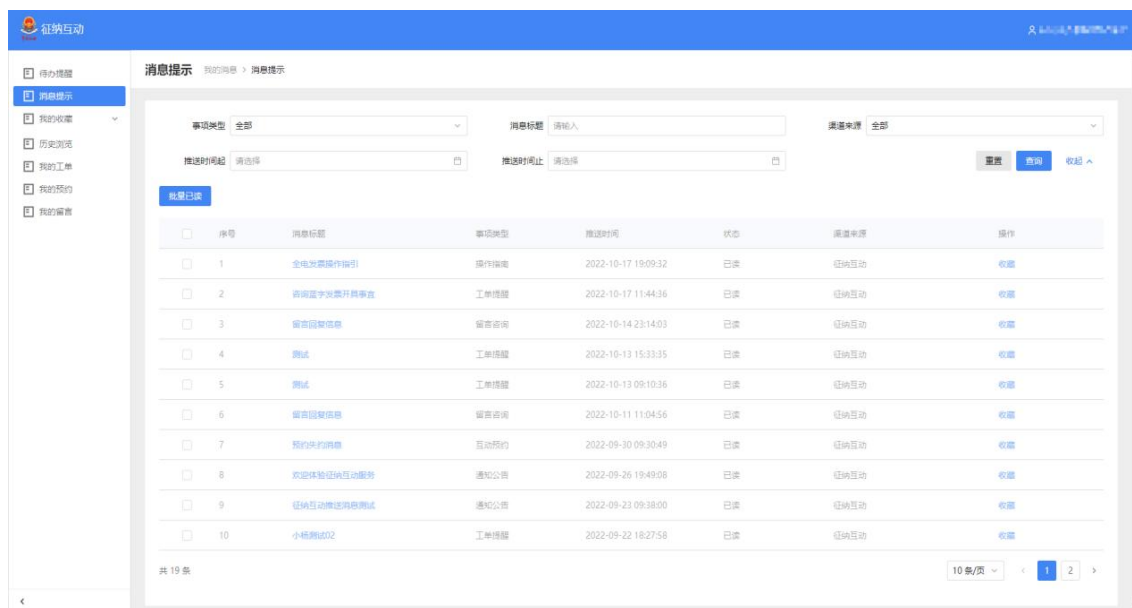 征纳互动
待办提醒
消息提示
我的收藏
历史浏览
我的工单
我的预约
我的留言
消息提示 我的消息 > 消息提示
事项类型 全部 消息标题 请输入 渠道来源 全部
推送时间起 请选择 推送时间止 请选择 重置 查询 收起
批量已读
序号 消息标题 事项类型 推送时间 状态 渠道来源 操作
1 全电发票操作指引 操作指南 2022-10-17 19:09:32 已读 征纳互动 收藏
2 咨询蓝字发票开具事宜 工单提醒 2022-10-17 11:44:36 已读 征纳互动 收藏
3 留言回复信息 留言咨询 2022-10-14 23:14:03 已读 征纳互动 收藏
4 测试 工单提醒 2022-10-13 15:33:35 已读 征纳互动 收藏
5 测试 工单提醒 2022-10-13 09:10:36 已读 征纳互动 收藏
6 留言回复信息 留言咨询 2022-10-11 11:04:56 已读 征纳互动 收藏
7 预约失约消息 互动预约 2022-09-30 09:30:49 已读 征纳互动 收藏
8 欢迎体验征纳互动服务 通知公告 2022-09-26 19:49:08 已读 征纳互动 收藏
9 征纳互动推送消息测试 通知公告 2022-09-23 09:38:00 已读 征纳互动 收藏
10 小杨测试02 工单提醒 2022-09-22 18:27:58 已读 征纳互动 收藏
共 19 条 10 条/页 < 1 2 >